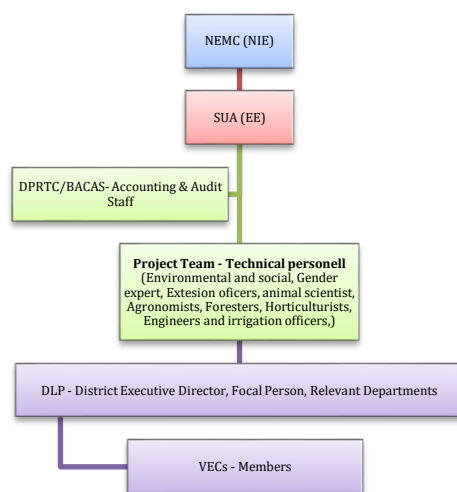 NEMC (NIE)
SUA (EE)
DPRTC/BACAS- Accounting & Audit
Staff
Project Team - Technical personell
(Environmental and social, Gender
expert, Extesion oficers, animal scientist,
Agronomists, Foresters, Horticulturists,
Engineers and irrigation officers,)
DLP - District Executive Director, Focal Person, Relevant Departments
VECs - Members